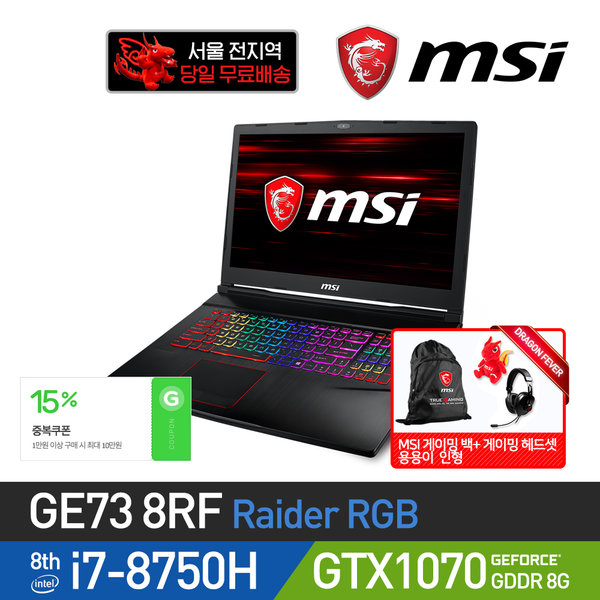 서울 전지역
당일 무료배송
msi
msi
msi
DRAGON FEVER
TRUE GAMING
MSI 게이밍 백+ 게이밍 헤드셋
용용이 인형
15%
중복쿠폰
1만원 이상 구매 시 최대 10만원
G
COUPON
GE73 8RF Raider RGB
8th intel i7-8750H
GTX1070 GEFORCE GDDR 8G